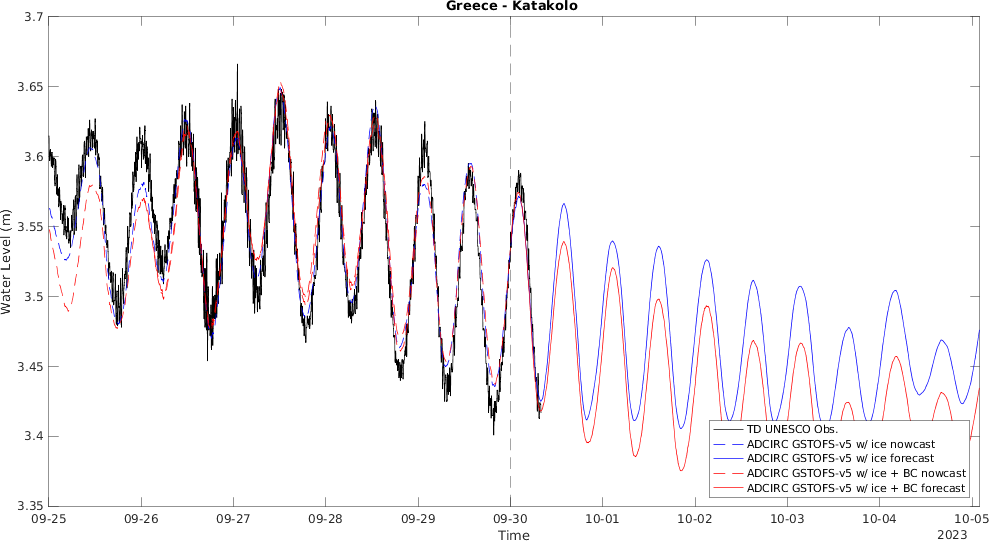 Greece - Katakolo
3.7
3.65
3.6
3.55
3.5
3.45
3.4
3.35
Water Level (m)
TD UNESCO Obs.
ADCIRC GSTOFS-v5 w/ ice nowcast
ADCIRC GSTOFS-v5 w/ ice forecast
ADCIRC GSTOFS-v5 w/ ice + BC nowcast
ADCIRC GSTOFS-v5 w/ ice + BC forecast
09-25 09-26 09-27 09-28 09-29 09-30 10-01 10-02 10-03 10-04 10-05
Time
2023